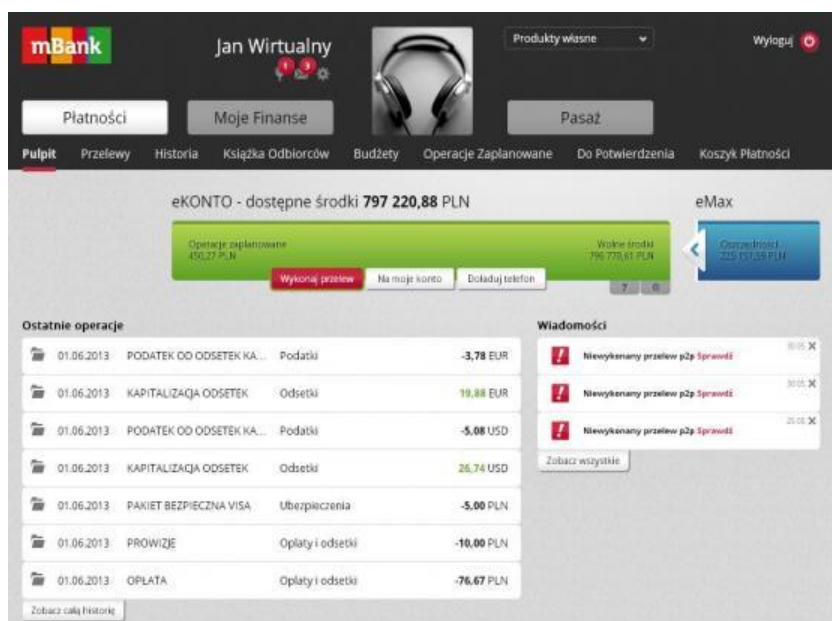 mBank
Jan Wirtualny
1 3
Produkty własne
Wyloguj
Płatności Moje Finanse Pasaż
Pulpit Przelewy Historia Książka Odbiorców Budżety Operacje Zaplanowane Do Potwierdzenia Koszyk Płatności
eKONTO - dostępne środki 797 220,88 PLN
eMax
Operacje zaplanowane
450,27 PLN
Wolne środki
796 770,61 PLN
Oszczędności
Wykonaj przelew Na moje konto Doładuj telefon
Ostatnie operacje
01.06.2013 PODATEK OD ODSETEK KA... Podatki -3,78 EUR
01.06.2013 KAPITALIZACJA ODSETEK Odsetki 19,88 EUR
01.06.2013 PODATEK OD ODSETEK KA... Podatki -5,08 USD
01.06.2013 KAPITALIZACJA ODSETEK Odsetki 26,74 USD
01.06.2013 PAKIET BEZPIECZNA VISA Ubezpieczenia -5,00 PLN
01.06.2013 PROWIZJE Opłaty i odsetki -10,00 PLN
01.06.2013 OPŁATA Opłaty i odsetki -76,67 PLN
Zobacz całą historię
Wiadomości
Niewykonany przelew p2p Sprawdź 30.05
Niewykonany przelew p2p Sprawdź 30.05
Niewykonany przelew p2p Sprawdź
Zobacz wszystkie